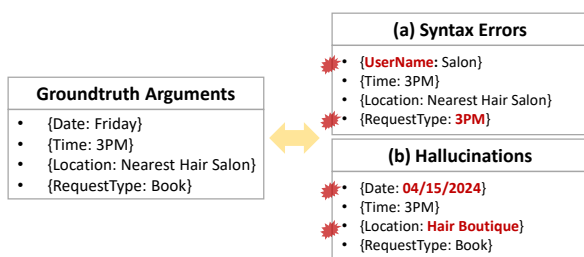 Groundtruth Arguments
• {Date: Friday}
• {Time: 3PM}
• {Location: Nearest Hair Salon}
• {RequestType: Book}
(a) Syntax Errors
• {UserName: Salon}
• {Time: 3PM}
• {Location: Nearest Hair Salon}
• {RequestType: 3PM}
(b) Hallucinations
• {Date: 04/15/2024}
• {Time: 3PM}
• {Location: Hair Boutique}
• {RequestType: Book}